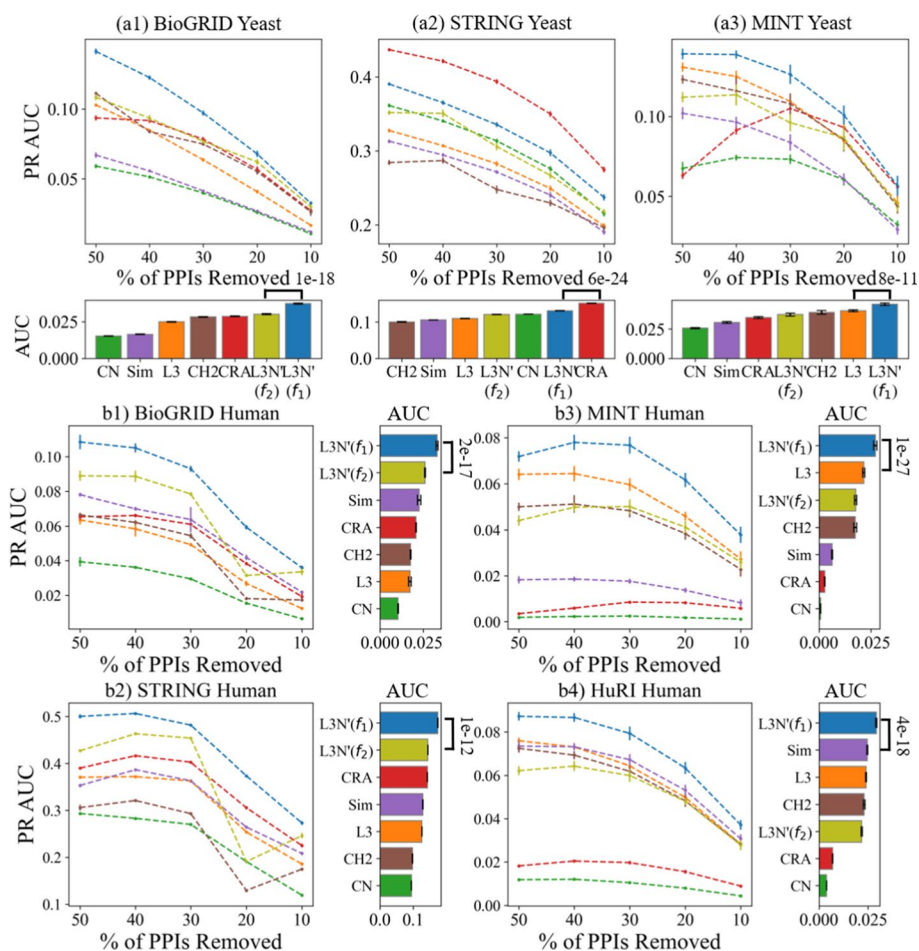 (a1) BioGRID Yeast
(a2) STRING Yeast
(a3) MINT Yeast
PR AUC
0.10
0.05
50 40 30 20 10
% of PPIs Removed
1e-18
0.4
0.3
0.2
50 40 30 20 10
% of PPIs Removed
6e-24
0.10
0.05
50 40 30 20 10
% of PPIs Removed
8e-11
AUC
0.025
0.000
CN Sim L3 CH2 CRA L3N' L3N'
(f2) (f1)
0.1
0.0
CH2 Sim L3 L3N' CN L3N' CRA
(f2) (f1)
0.025
0.000
CN Sim CRA L3N' CH2 L3 L3N'
(f2) (f1)
b1) BioGRID Human
PR AUC
0.10
0.08
0.06
0.04
0.02
50 40 30 20 10
% of PPIs Removed
AUC
L3N'(f1)
L3N'(f2)
Sim
CRA
CH2
L3
CN
2e-17
0.000 0.025
b3) MINT Human
0.08
0.06
0.04
0.02
0.00
50 40 30 20 10
% of PPIs Removed
AUC
L3N'(f1)
L3
L3N'(f2)
CH2
Sim
CRA
CN
1e-27
0.000 0.025
b2) STRING Human
PR AUC
0.5
0.4
0.3
0.2
0.1
50 40 30 20 10
% of PPIs Removed
AUC
L3N'(f1)
L3N'(f2)
CRA
Sim
L3
CH2
CN
1e-12
0.0 0.1
b4) HuRI Human
0.08
0.06
0.04
0.02
0.00
50 40 30 20 10
% of PPIs Removed
AUC
L3N'(f1)
Sim
L3
CH2
L3N'(f2)
CRA
CN
4e-18
0.000 0.025